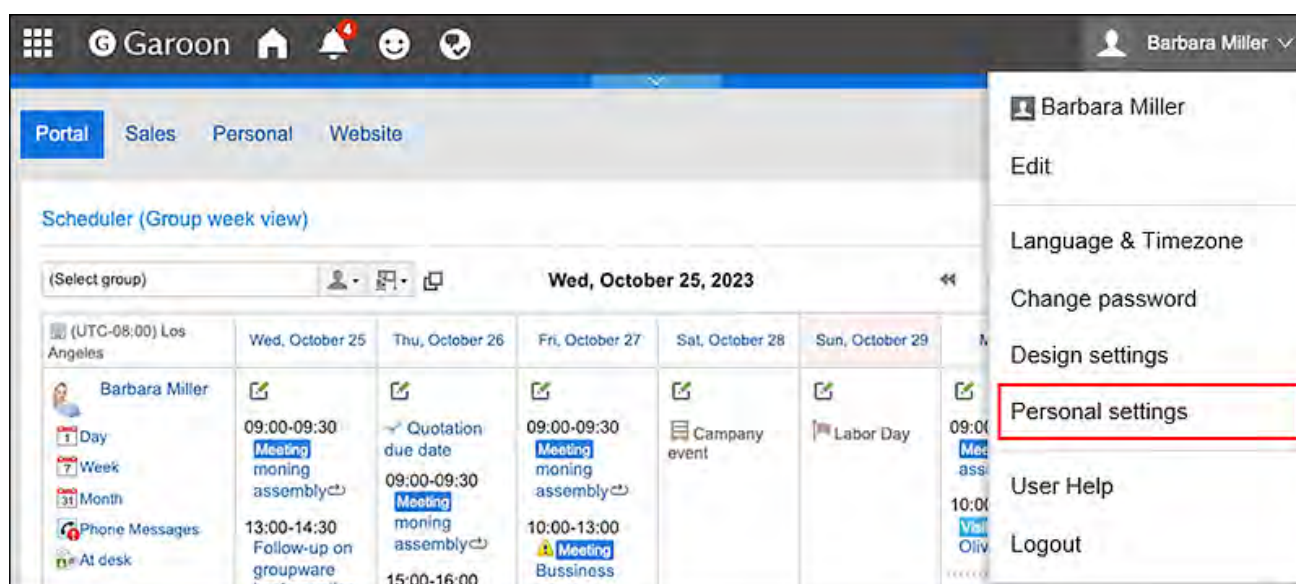 Garoon 4 Barbara Miller
Portal Sales Personal Website
Scheduler (Group week view)
(Select group) Wed, October 25, 2023
(UTC-08:00) Los
Angeles
Wed, October 25 Thu, October 26 Fri, October 27 Sat, October 28 Sun, October 29
Barbara Miller
Day
Week
Month
Phone Messages
At desk
09:00-09:30
Meeting
moning
assembly
13:00-14:30
Follow-up on
groupware
Quotation
due date
09:00-09:30
Meeting
moning
assembly
15:00-16:00
09:00-09:30
Meeting
moning
assembly
10:00-13:00
Meeting
Bussiness
Campany
event
Labor Day
Barbara Miller
Edit
Language & Timezone
Change password
Design settings
Personal settings
User Help
Logout